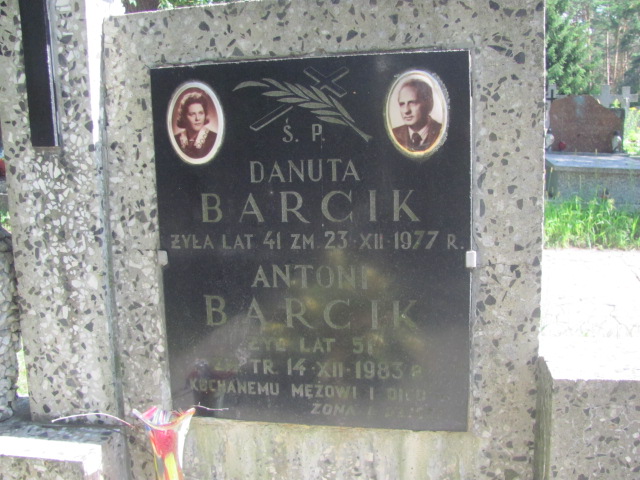 Ś. P.
DANUTA
BARCIK
ŻYŁA LAT 41 ZM. 23·XII·1977 R.
ANTONI
BARCIK
ŻYŁ LAT 51
TR. 14·XII·1983 R
KOCHANEMU MĘŻOWI I OJCU
ŻONA